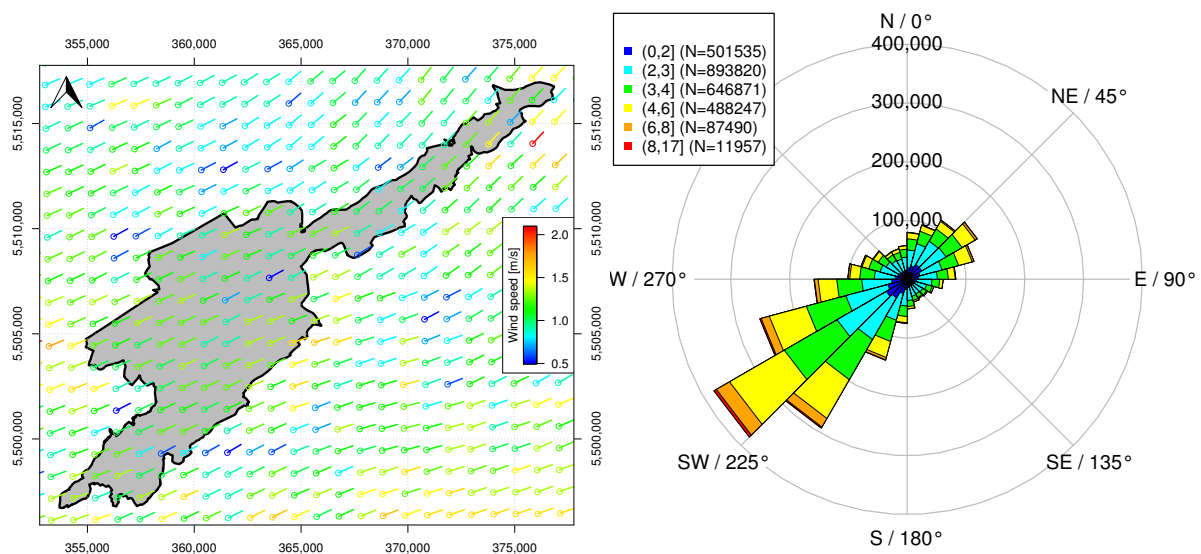 355,000 360,000 365,000 370,000 375,000
5,515,000
5,510,000
5,505,000
5,500,000
5,515,000
5,510,000
5,505,000
5,500,000
355,000 360,000 365,000 370,000 375,000
Wind speed [m/s]
2.0
1.5
1.0
0.5
(0,2] (N=501535)
(2,3] (N=893820)
(3,4] (N=646871)
(4,6] (N=488247)
(6,8] (N=87490)
(8,17] (N=11957)
N / 0°
400,000
300,000
200,000
100,000
NE / 45°
W / 270°
E / 90°
SW / 225°
SE / 135°
S / 180°